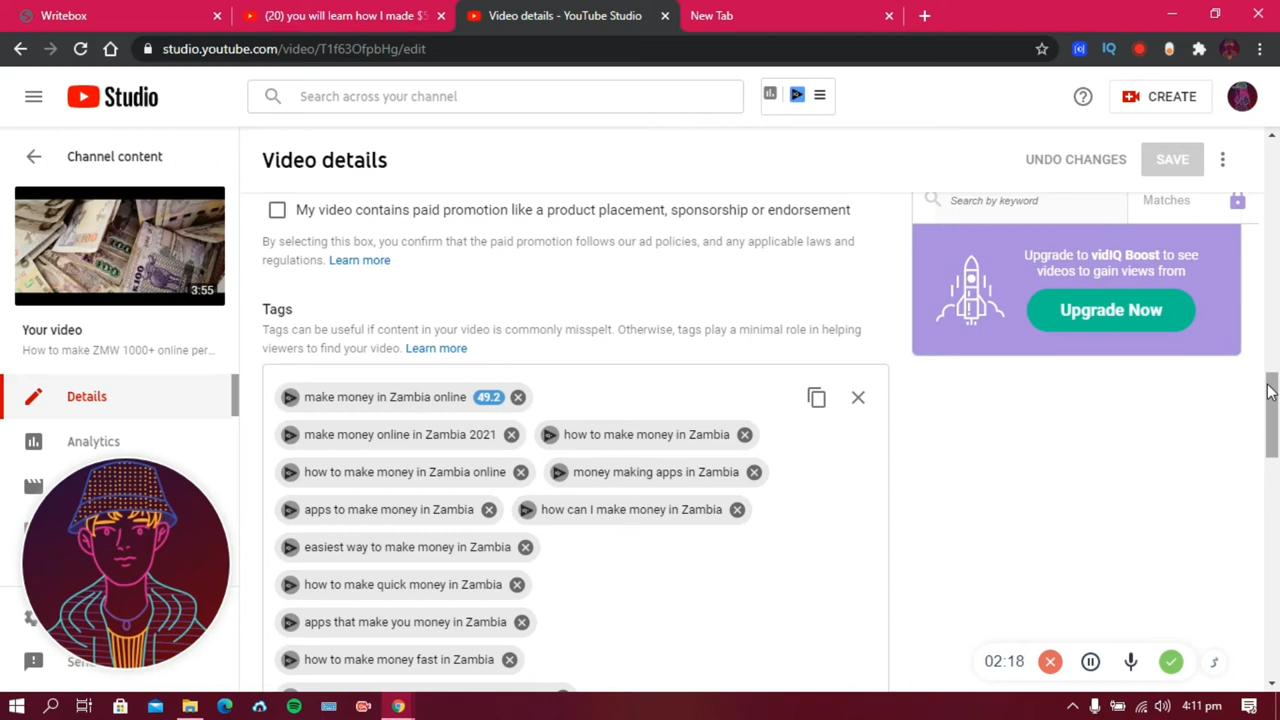 Writebox
(20) you will learn how I made $5
Video details - YouTube Studio
New Tab
studio.youtube.com/video/T1f63OfpbHg/edit
IQ
Studio
Search across your channel
CREATE
Channel content
Video details
UNDO CHANGES
SAVE
3:55
Your video
How to make ZMW 1000+ online per...
Details
Analytics
My video contains paid promotion like a product placement, sponsorship or endorsement
By selecting this box, you confirm that the paid promotion follows our ad policies, and any applicable laws and
regulations. Learn more
Tags
Tags can be useful if content in your video is commonly misspelt. Otherwise, tags play a minimal role in helping
viewers to find your video. Learn more
make money in Zambia online 49.2
make money online in Zambia 2021
how to make money in Zambia
how to make money in Zambia online
money making apps in Zambia
apps to make money in Zambia
how can I make money in Zambia
easiest way to make money in Zambia
how to make quick money in Zambia
apps that make you money in Zambia
how to make money fast in Zambia
Search by keyword
Matches
Upgrade to vidIQ Boost to see
videos to gain views from
Upgrade Now
02:18
4:11 pm